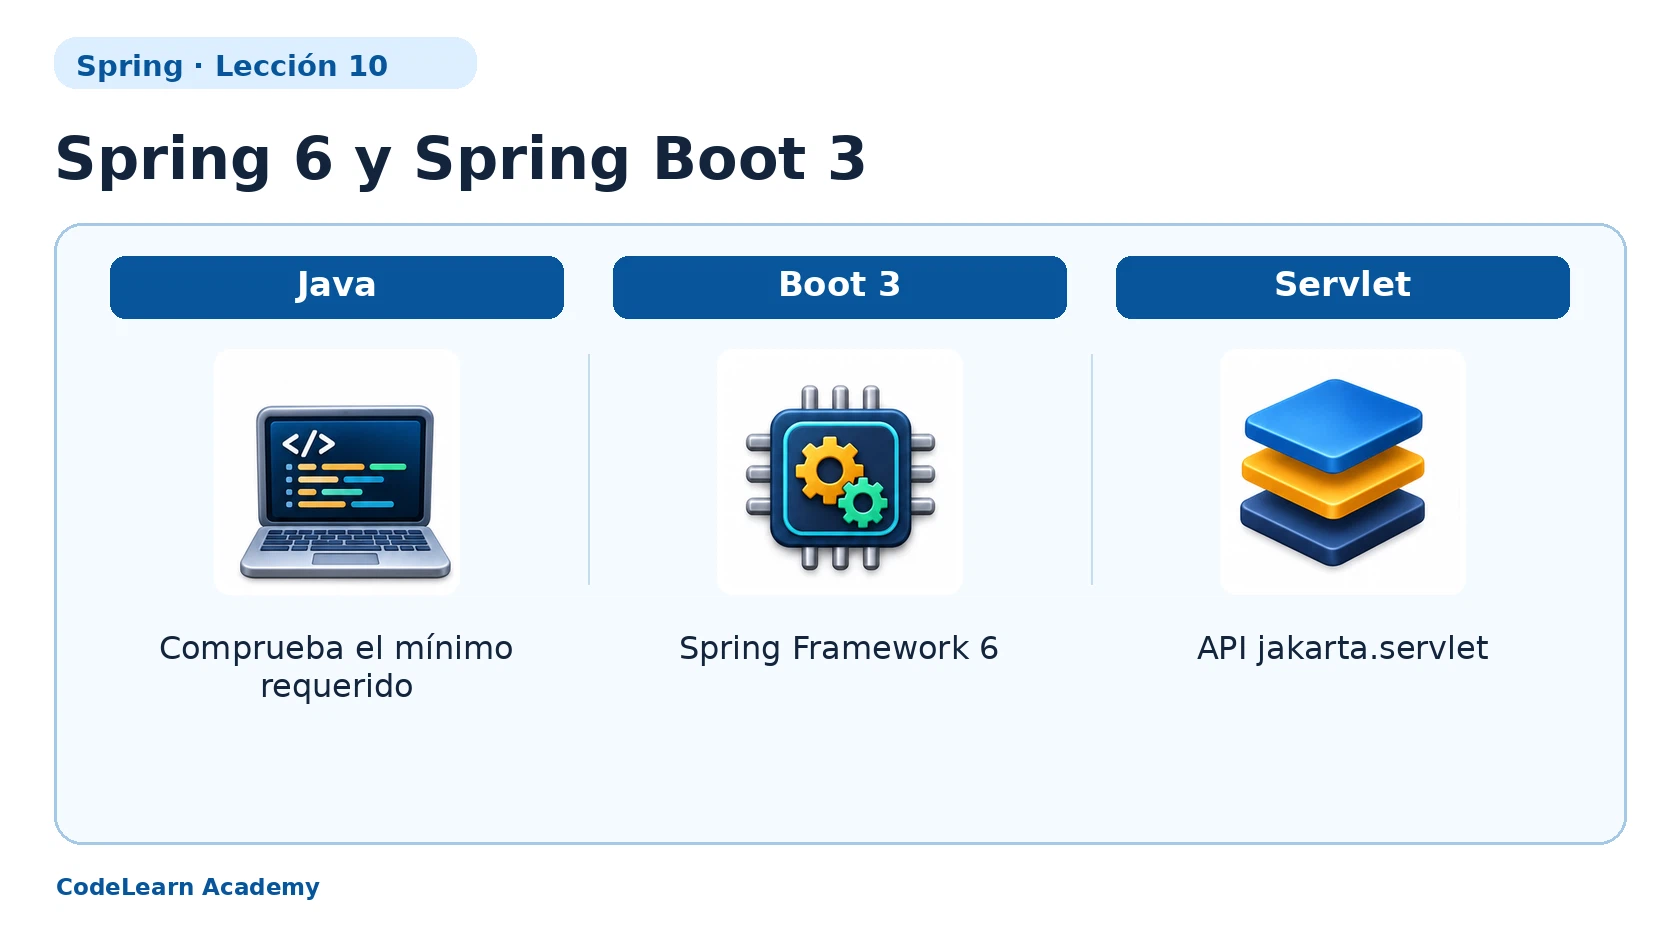 Spring · Lección 10
Spring 6 y Spring Boot 3
Java
Boot 3
Servlet
</>
Comprueba el mínimo
requerido
Spring Framework 6
API jakarta.servlet
CodeLearn Academy